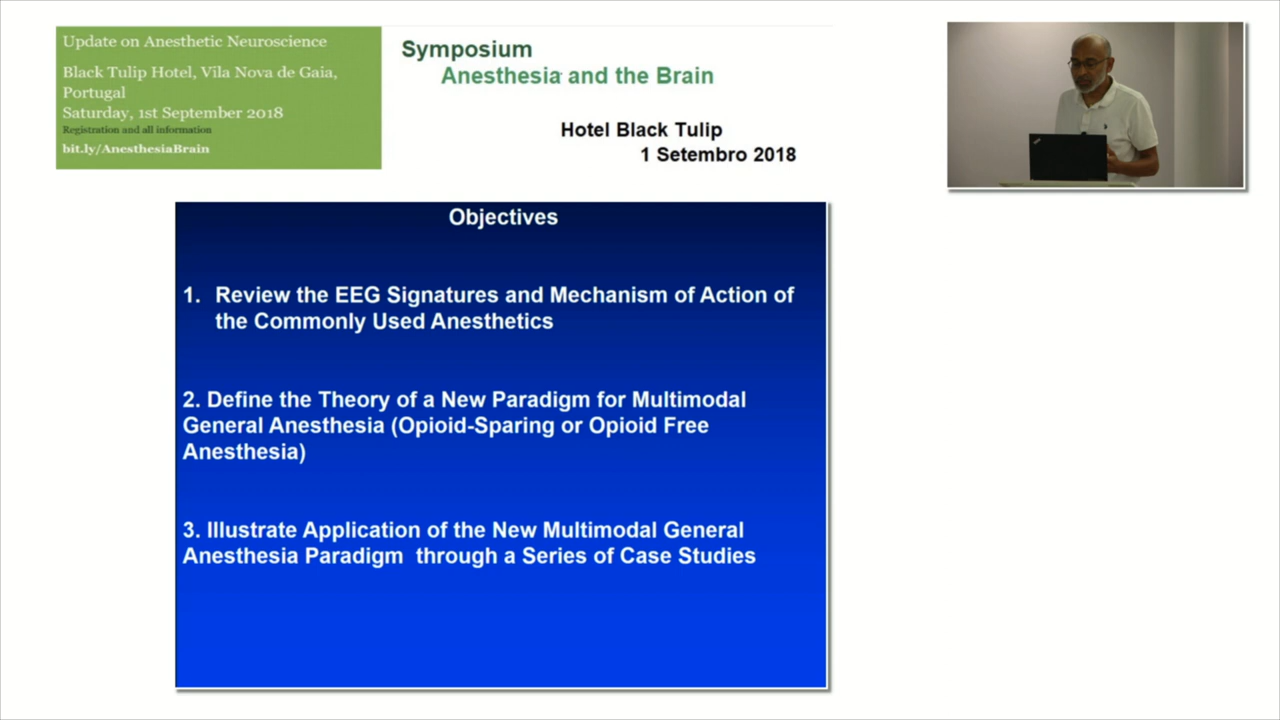 Update on Anesthetic Neuroscience
Black Tulip Hotel, Vila Nova de Gaia,
Portugal
Saturday, 1st September 2018
Registration and all information
bit.ly/AnesthesiaBrain
Symposium
Anesthesia and the Brain
Hotel Black Tulip
1 Setembro 2018
Objectives
1. Review the EEG Signatures and Mechanism of Action of
the Commonly Used Anesthetics
2. Define the Theory of a New Paradigm for Multimodal
General Anesthesia (Opioid-Sparing or Opioid Free
Anesthesia)
3. Illustrate Application of the New Multimodal General
Anesthesia Paradigm through a Series of Case Studies